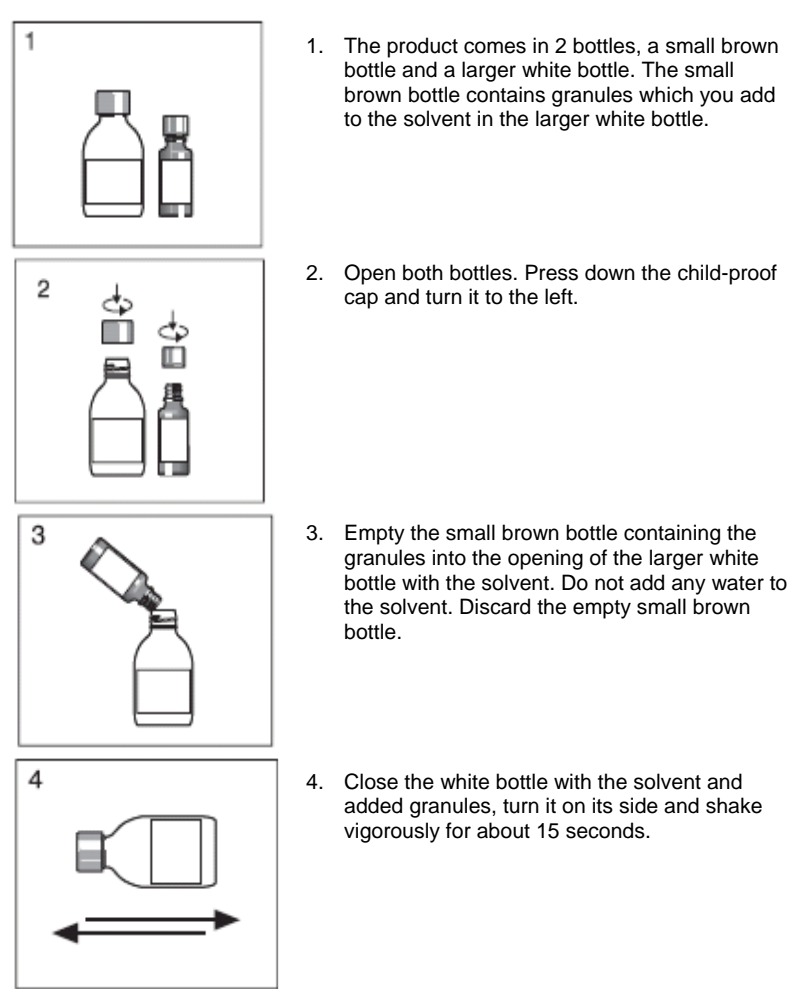 1
1. The product comes in 2 bottles, a small brown
bottle and a larger white bottle. The small
brown bottle contains granules which you add
to the solvent in the larger white bottle.
2
2. Open both bottles. Press down the child-proof
cap and turn it to the left.
3
3. Empty the small brown bottle containing the
granules into the opening of the larger white
bottle with the solvent. Do not add any water to
the solvent. Discard the empty small brown
bottle.
4
4. Close the white bottle with the solvent and
added granules, turn it on its side and shake
vigorously for about 15 seconds.